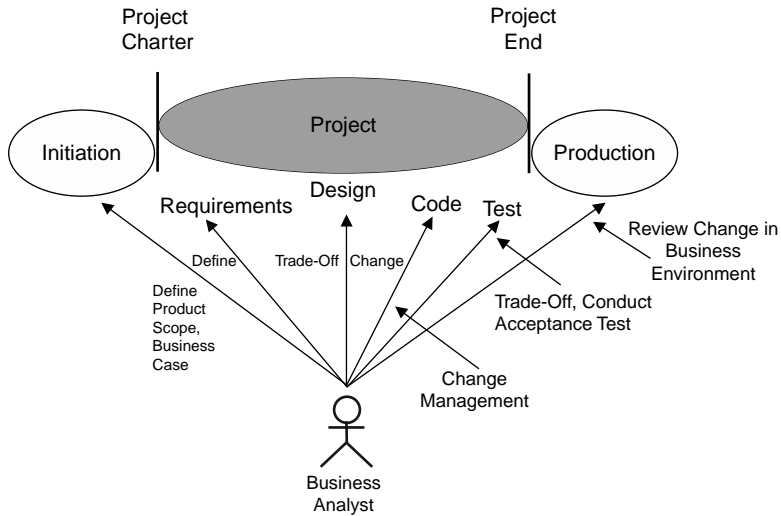 Project
Charter
Project
End
Initiation
Project
Production
Requirements
Design
Code
Test
Define
Trade-Off
Change
Define
Product
Scope,
Business
Case
Review Change in
Business
Environment
Trade-Off, Conduct
Acceptance Test
Change
Management
Business
Analyst